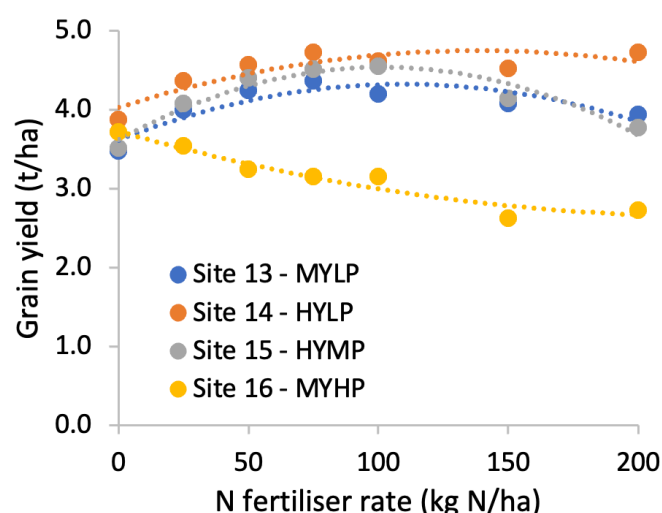 Grain yield (t/ha)
5.0
4.0
3.0
2.0
1.0
0.0
Site 13 - MYLP
Site 14 - HYLP
Site 15 - HYMP
Site 16 - MYHP
0 50 100 150 200
N fertiliser rate (kg N/ha)